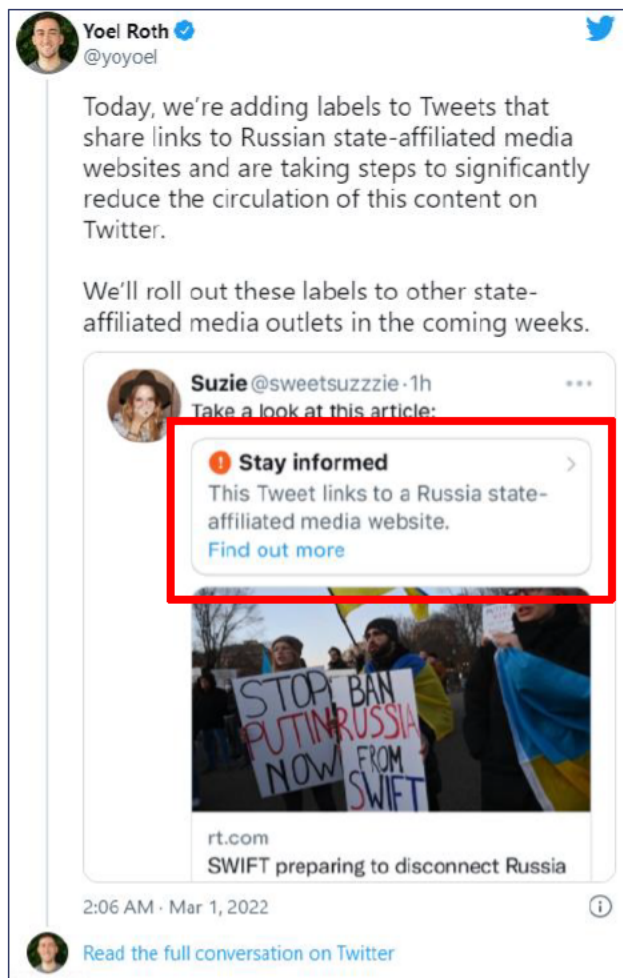 Yoel Roth
@yoyoel
Today, we're adding labels to Tweets that
share links to Russian state-affiliated media
websites and are taking steps to significantly
reduce the circulation of this content on
Twitter.
We'll roll out these labels to other state-
affiliated media outlets in the coming weeks.
Suzie @sweetsuzzzie · 1h
Take a look at this article:
Stay informed
This Tweet links to a Russia state-
affiliated media website.
Find out more
STOP
PUTIN
NOW
BAN
RUSSIA
FROM
SWIFT
rt.com
SWIFT preparing to disconnect Russia
2:06 AM · Mar 1, 2022
Read the full conversation on Twitter